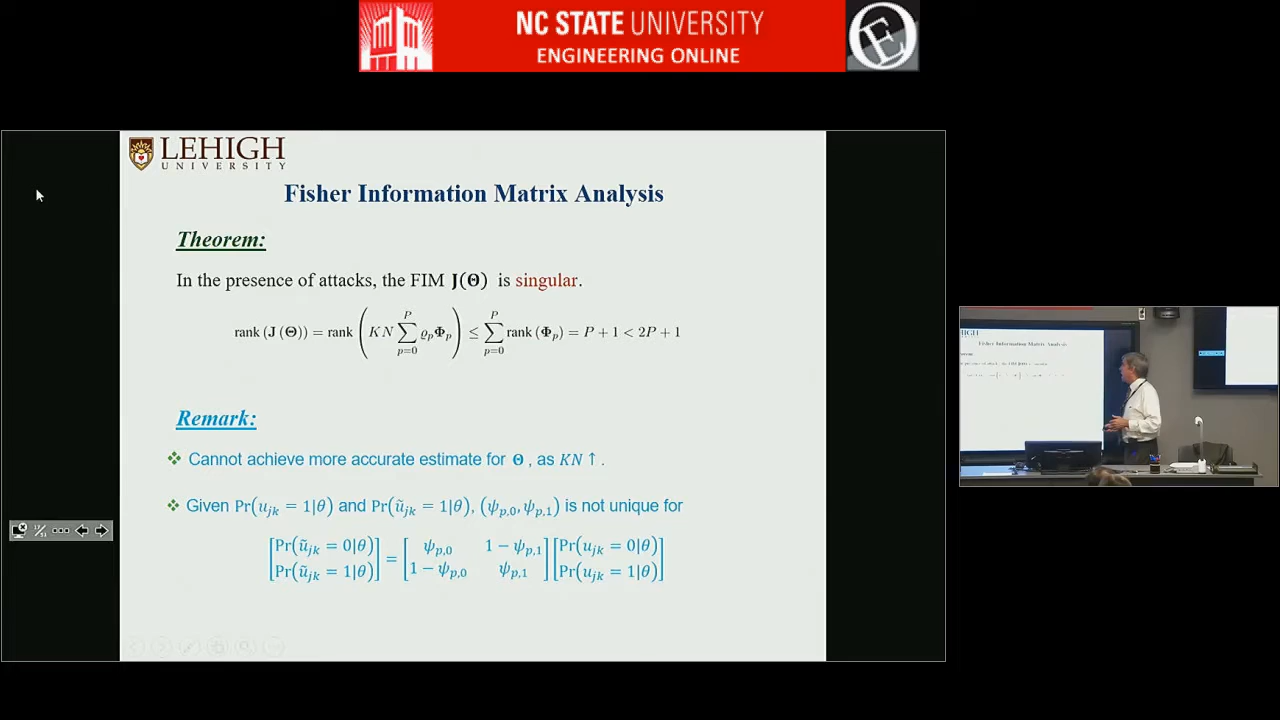 NC STATE UNIVERSITY
ENGINEERING ONLINE
LEHIGH
UNIVERSITY
Fisher Information Matrix Analysis
Theorem:
In the presence of attacks, the FIM J(Θ) is singular.
rank (J (Θ)) = rank ( KN ∑_{p=0}^{P} ϱ_p Φ_p ) ≤ ∑_{p=0}^{P} rank (Φ_p) = P + 1 < 2P + 1
Remark:
❖ Cannot achieve more accurate estimate for Θ , as KN ↑ .
❖ Given Pr(u_{jk} = 1|θ) and Pr(ũ_{jk} = 1|θ), (ψ_{p,0}, ψ_{p,1}) is not unique for
[Pr(ũ_{jk} = 0|θ)] = [ψ_{p,0} 1 − ψ_{p,1}] [Pr(u_{jk} = 0|θ)]
[Pr(ũ_{jk} = 1|θ)] [1 − ψ_{p,0} ψ_{p,1}] [Pr(u_{jk} = 1|θ)]